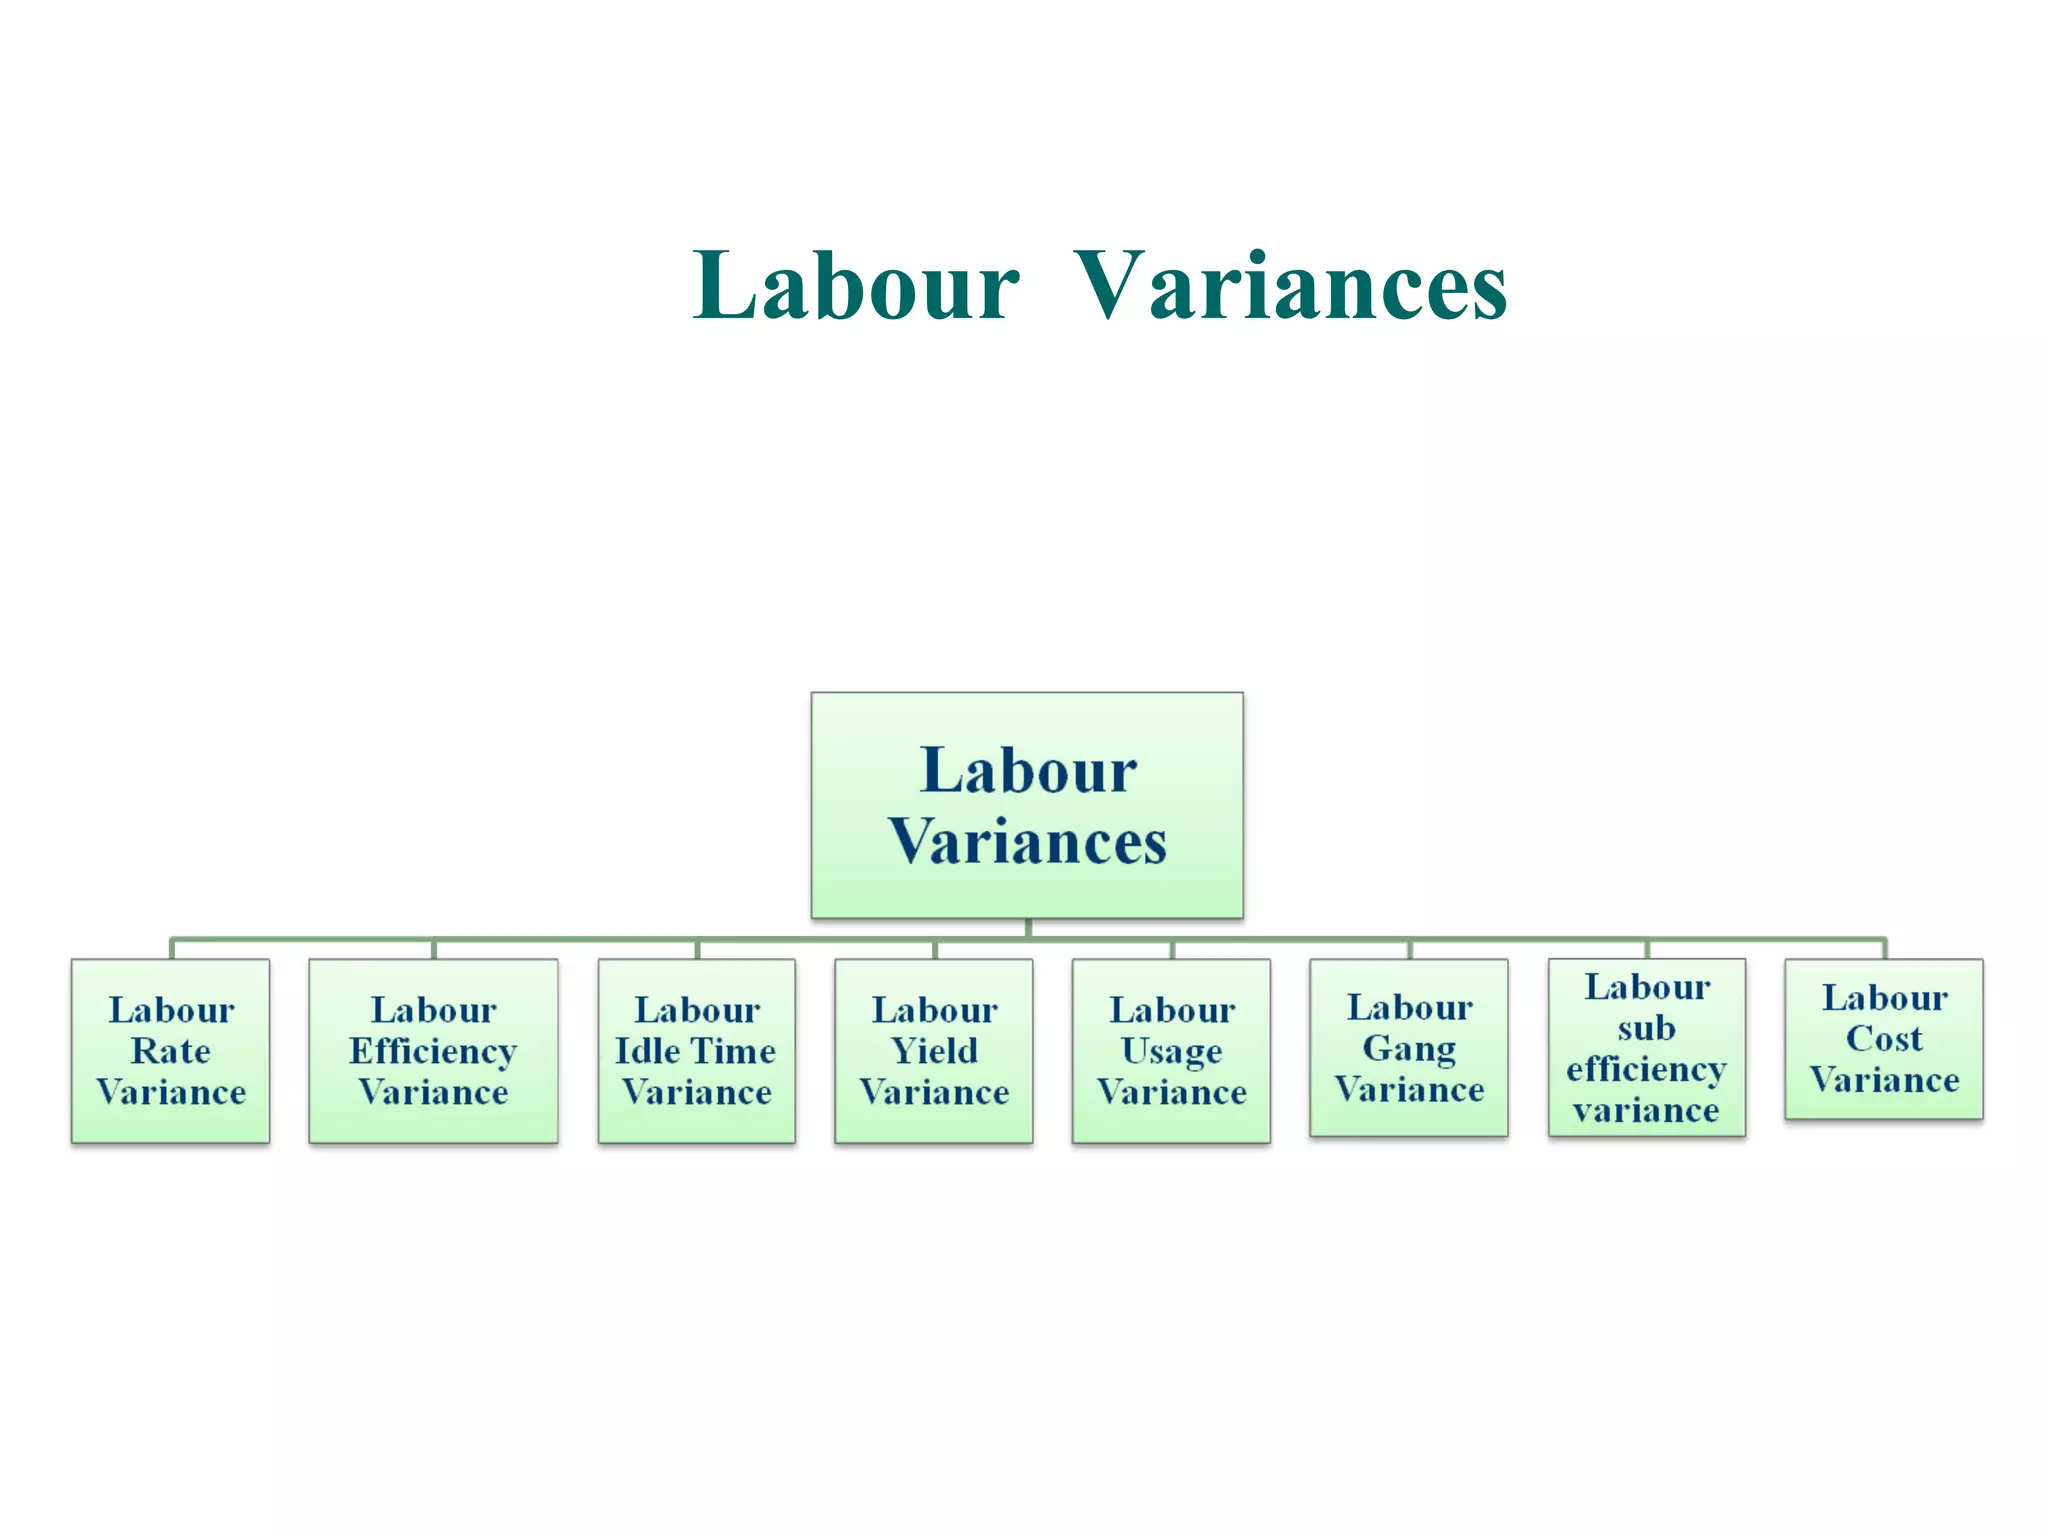 Labour Variances
Labour
Variances
Labour
Rate
Variance
Labour
Efficiency
Variance
Labour
Idle Time
Variance
Labour
Yield
Variance
Labour
Usage
Variance
Labour
Gang
Variance
Labour
sub
efficiency
variance
Labour
Cost
Variance